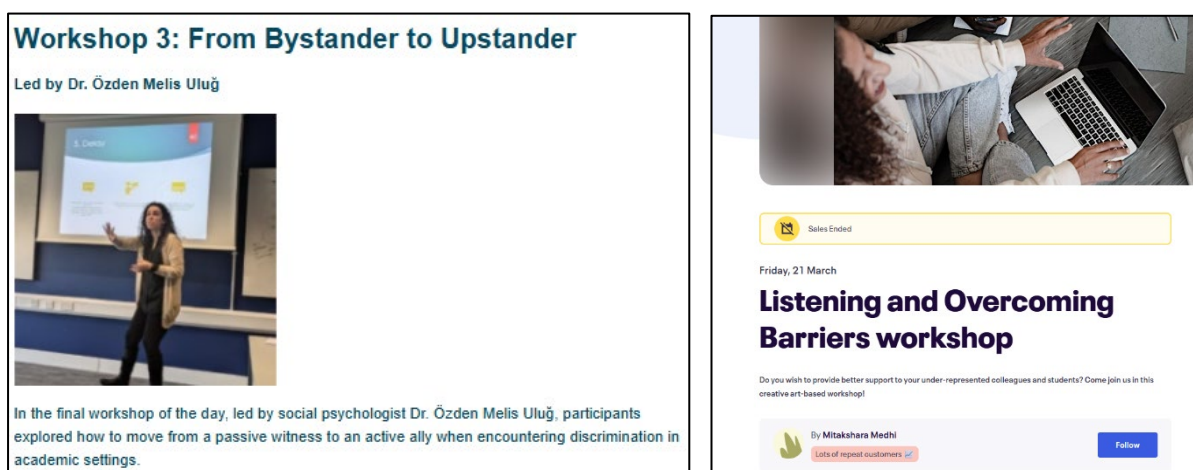 Workshop 3: From Bystander to Upstander
Led by Dr. Özden Melis Uluğ
In the final workshop of the day, led by social psychologist Dr. Özden Melis Uluğ, participants
explored how to move from a passive witness to an active ally when encountering discrimination in
academic settings.
Sales Ended
Friday, 21 March
Listening and Overcoming
Barriers workshop
Do you wish to provide better support to your under-represented colleagues and students? Come join us in this
creative art-based workshop!
By Mitakshara Medhi
Lots of repeat customers
Follow